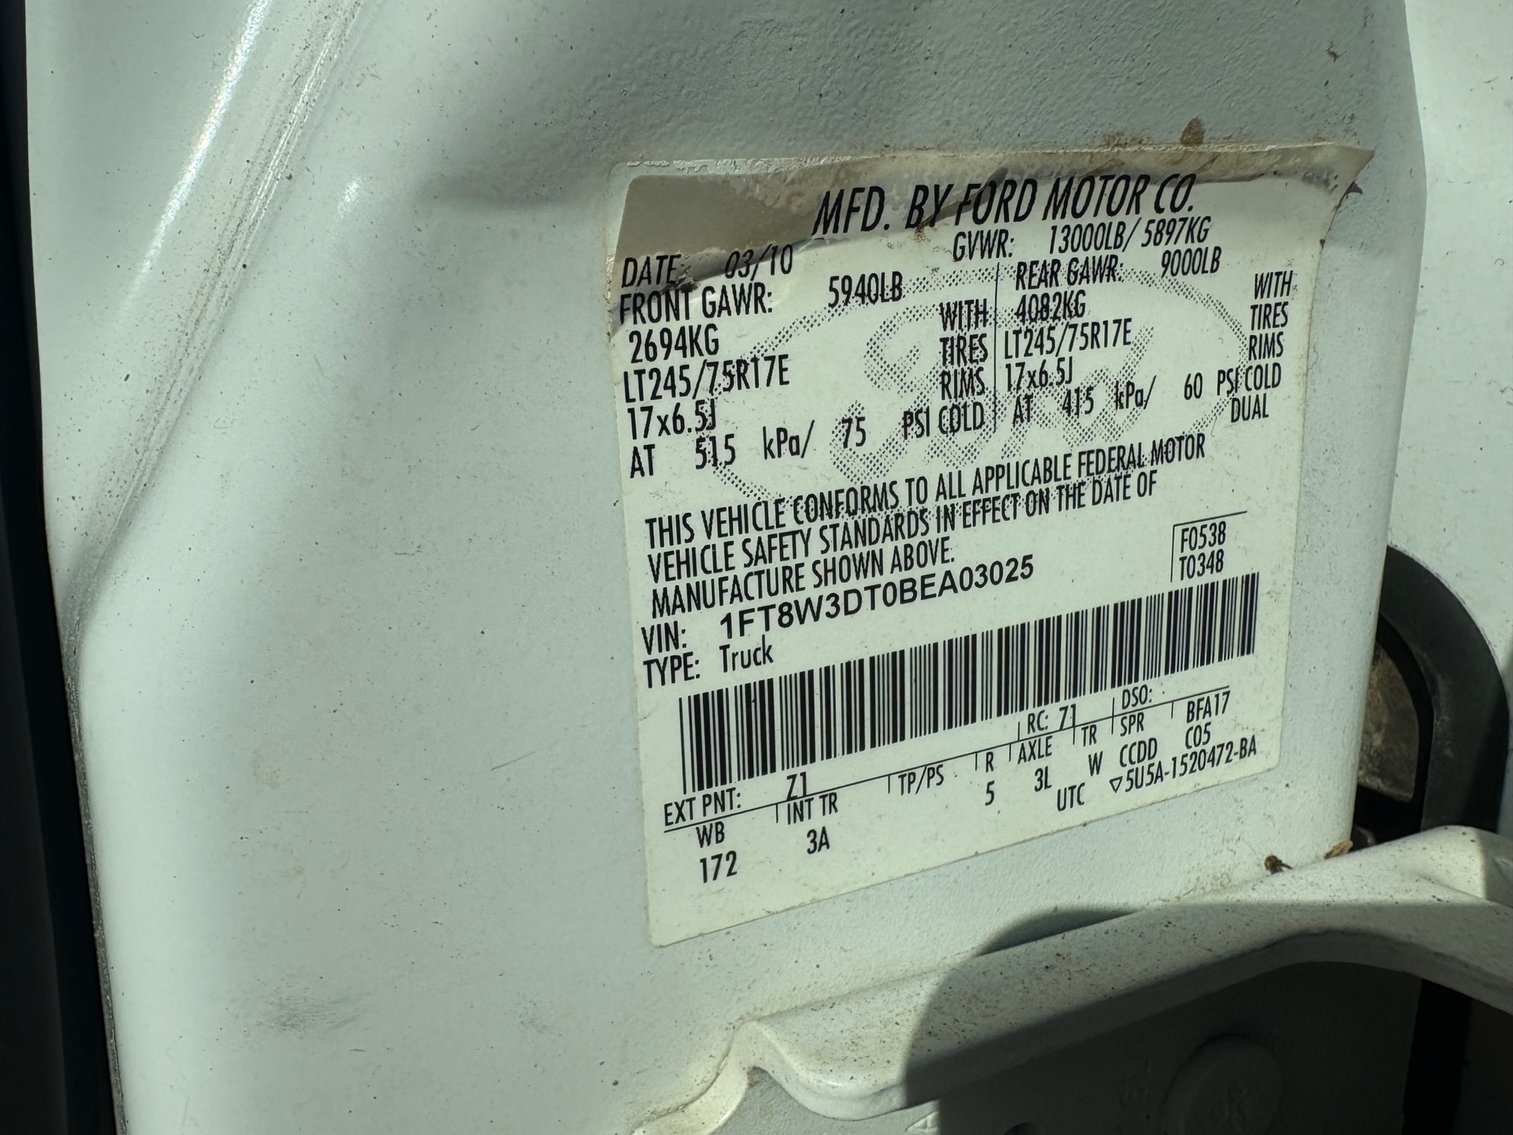 MFD. BY FORD MOTOR CO.
DATE: 03/10 GVWR: 13000LB/ 5897KG
FRONT GAWR: 5940LB REAR GAWR: 9000LB
2694KG WITH 4082KG WITH
LT245/75R17E TIRES LT245/75R17E TIRES
17x6.5J RIMS 17x6.5J RIMS
AT 515 kPa/ 75 PSI COLD AT 415 kPa/ 60 PSI COLD
DUAL
THIS VEHICLE CONFORMS TO ALL APPLICABLE FEDERAL MOTOR
VEHICLE SAFETY STANDARDS IN EFFECT ON THE DATE OF
MANUFACTURE SHOWN ABOVE.
F0538
T0348
VIN: 1FT8W3DT0BEA03025
TYPE: Truck
EXT PNT: Z1 RC: 71 DSO: BFA17
WB INT TR TP/PS R AXLE TR SPR C05
172 3A 5 3L W CCDD
UTC ▽5U5A-1520472-BA